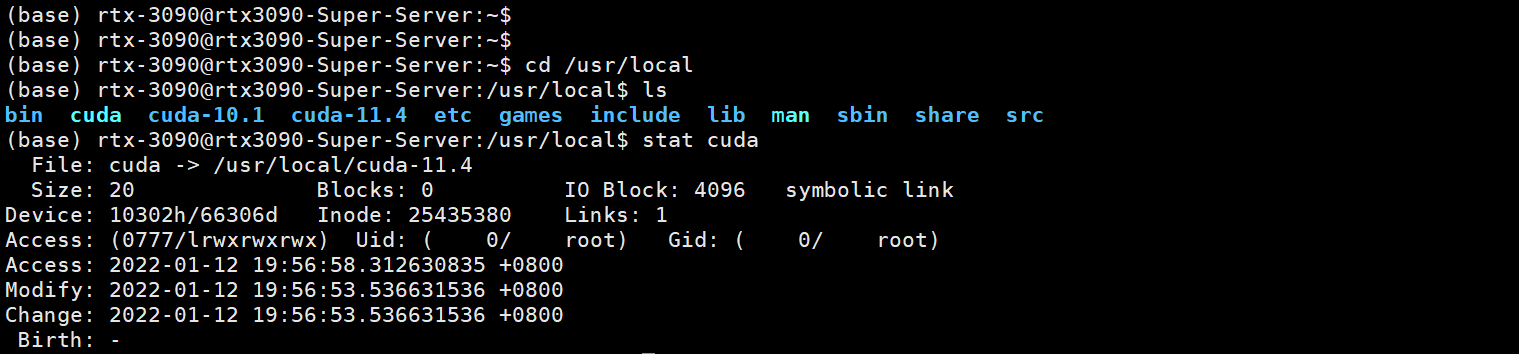 (base) rtx-3090@rtx3090-Super-Server:~$
(base) rtx-3090@rtx3090-Super-Server:~$
(base) rtx-3090@rtx3090-Super-Server:~$ cd /usr/local
(base) rtx-3090@rtx3090-Super-Server:/usr/local$ ls
bin  cuda  cuda-10.1  cuda-11.4  etc  games  include  lib  man  sbin  share  src
(base) rtx-3090@rtx3090-Super-Server:/usr/local$ stat cuda
  File: cuda -> /usr/local/cuda-11.4
  Size: 20              Blocks: 0          IO Block: 4096   symbolic link
Device: 10302h/66306d   Inode: 25435380    Links: 1
Access: (0777/lrwxrwxrwx)  Uid: (    0/    root)   Gid: (    0/    root)
Access: 2022-01-12 19:56:58.312630835 +0800
Modify: 2022-01-12 19:56:53.536631536 +0800
Change: 2022-01-12 19:56:53.536631536 +0800
 Birth: -